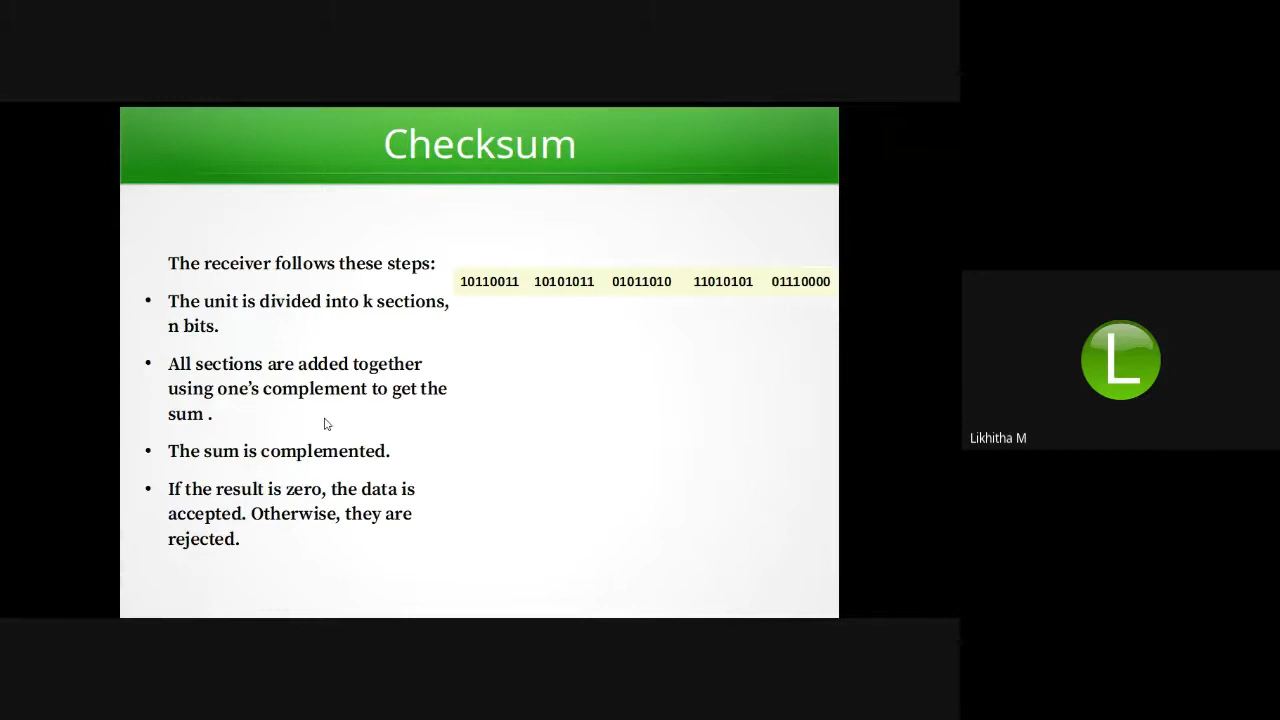 Checksum
The receiver follows these steps:
• The unit is divided into k sections,
n bits.
• All sections are added together
using one’s complement to get the
sum .
• The sum is complemented.
• If the result is zero, the data is
accepted. Otherwise, they are
rejected.
10110011 10101011 01011010 11010101 01110000
L
Likhitha M